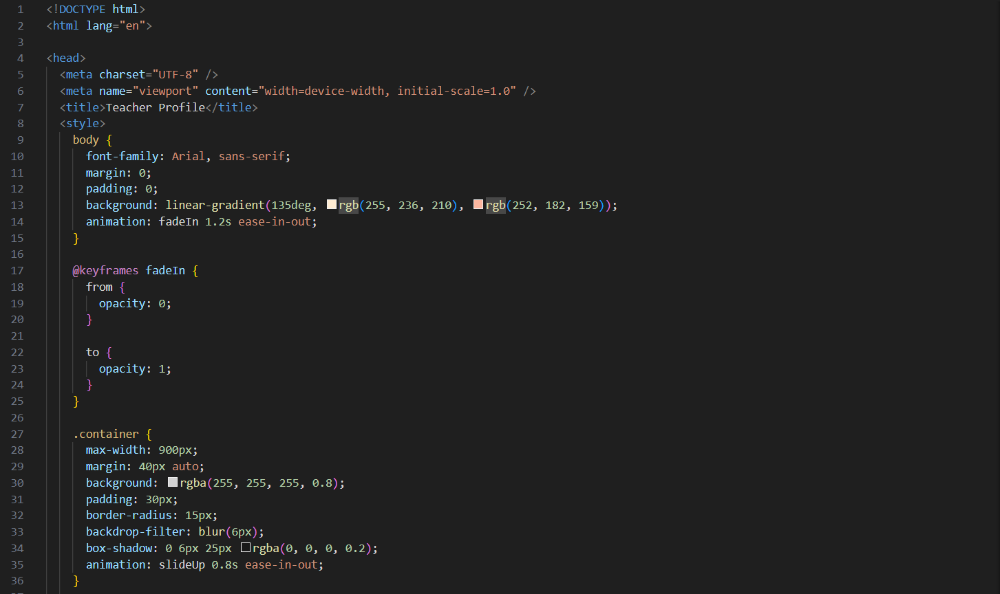 1 <!DOCTYPE html>
2 <html lang="en">
3
4 <head>
5   <meta charset="UTF-8" />
6   <meta name="viewport" content="width=device-width, initial-scale=1.0" />
7   <title>Teacher Profile</title>
8   <style>
9     body {
10       font-family: Arial, sans-serif;
11       margin: 0;
12       padding: 0;
13       background: linear-gradient(135deg, rgb(255, 236, 210), rgb(252, 182, 159));
14       animation: fadeIn 1.2s ease-in-out;
15     }
16
17     @keyframes fadeIn {
18       from {
19         opacity: 0;
20       }
21
22       to {
23         opacity: 1;
24       }
25     }
26
27     .container {
28       max-width: 900px;
29       margin: 40px auto;
30       background: rgba(255, 255, 255, 0.8);
31       padding: 30px;
32       border-radius: 15px;
33       backdrop-filter: blur(6px);
34       box-shadow: 0 6px 25px rgba(0, 0, 0, 0.2);
35       animation: slideUp 0.8s ease-in-out;
36     }